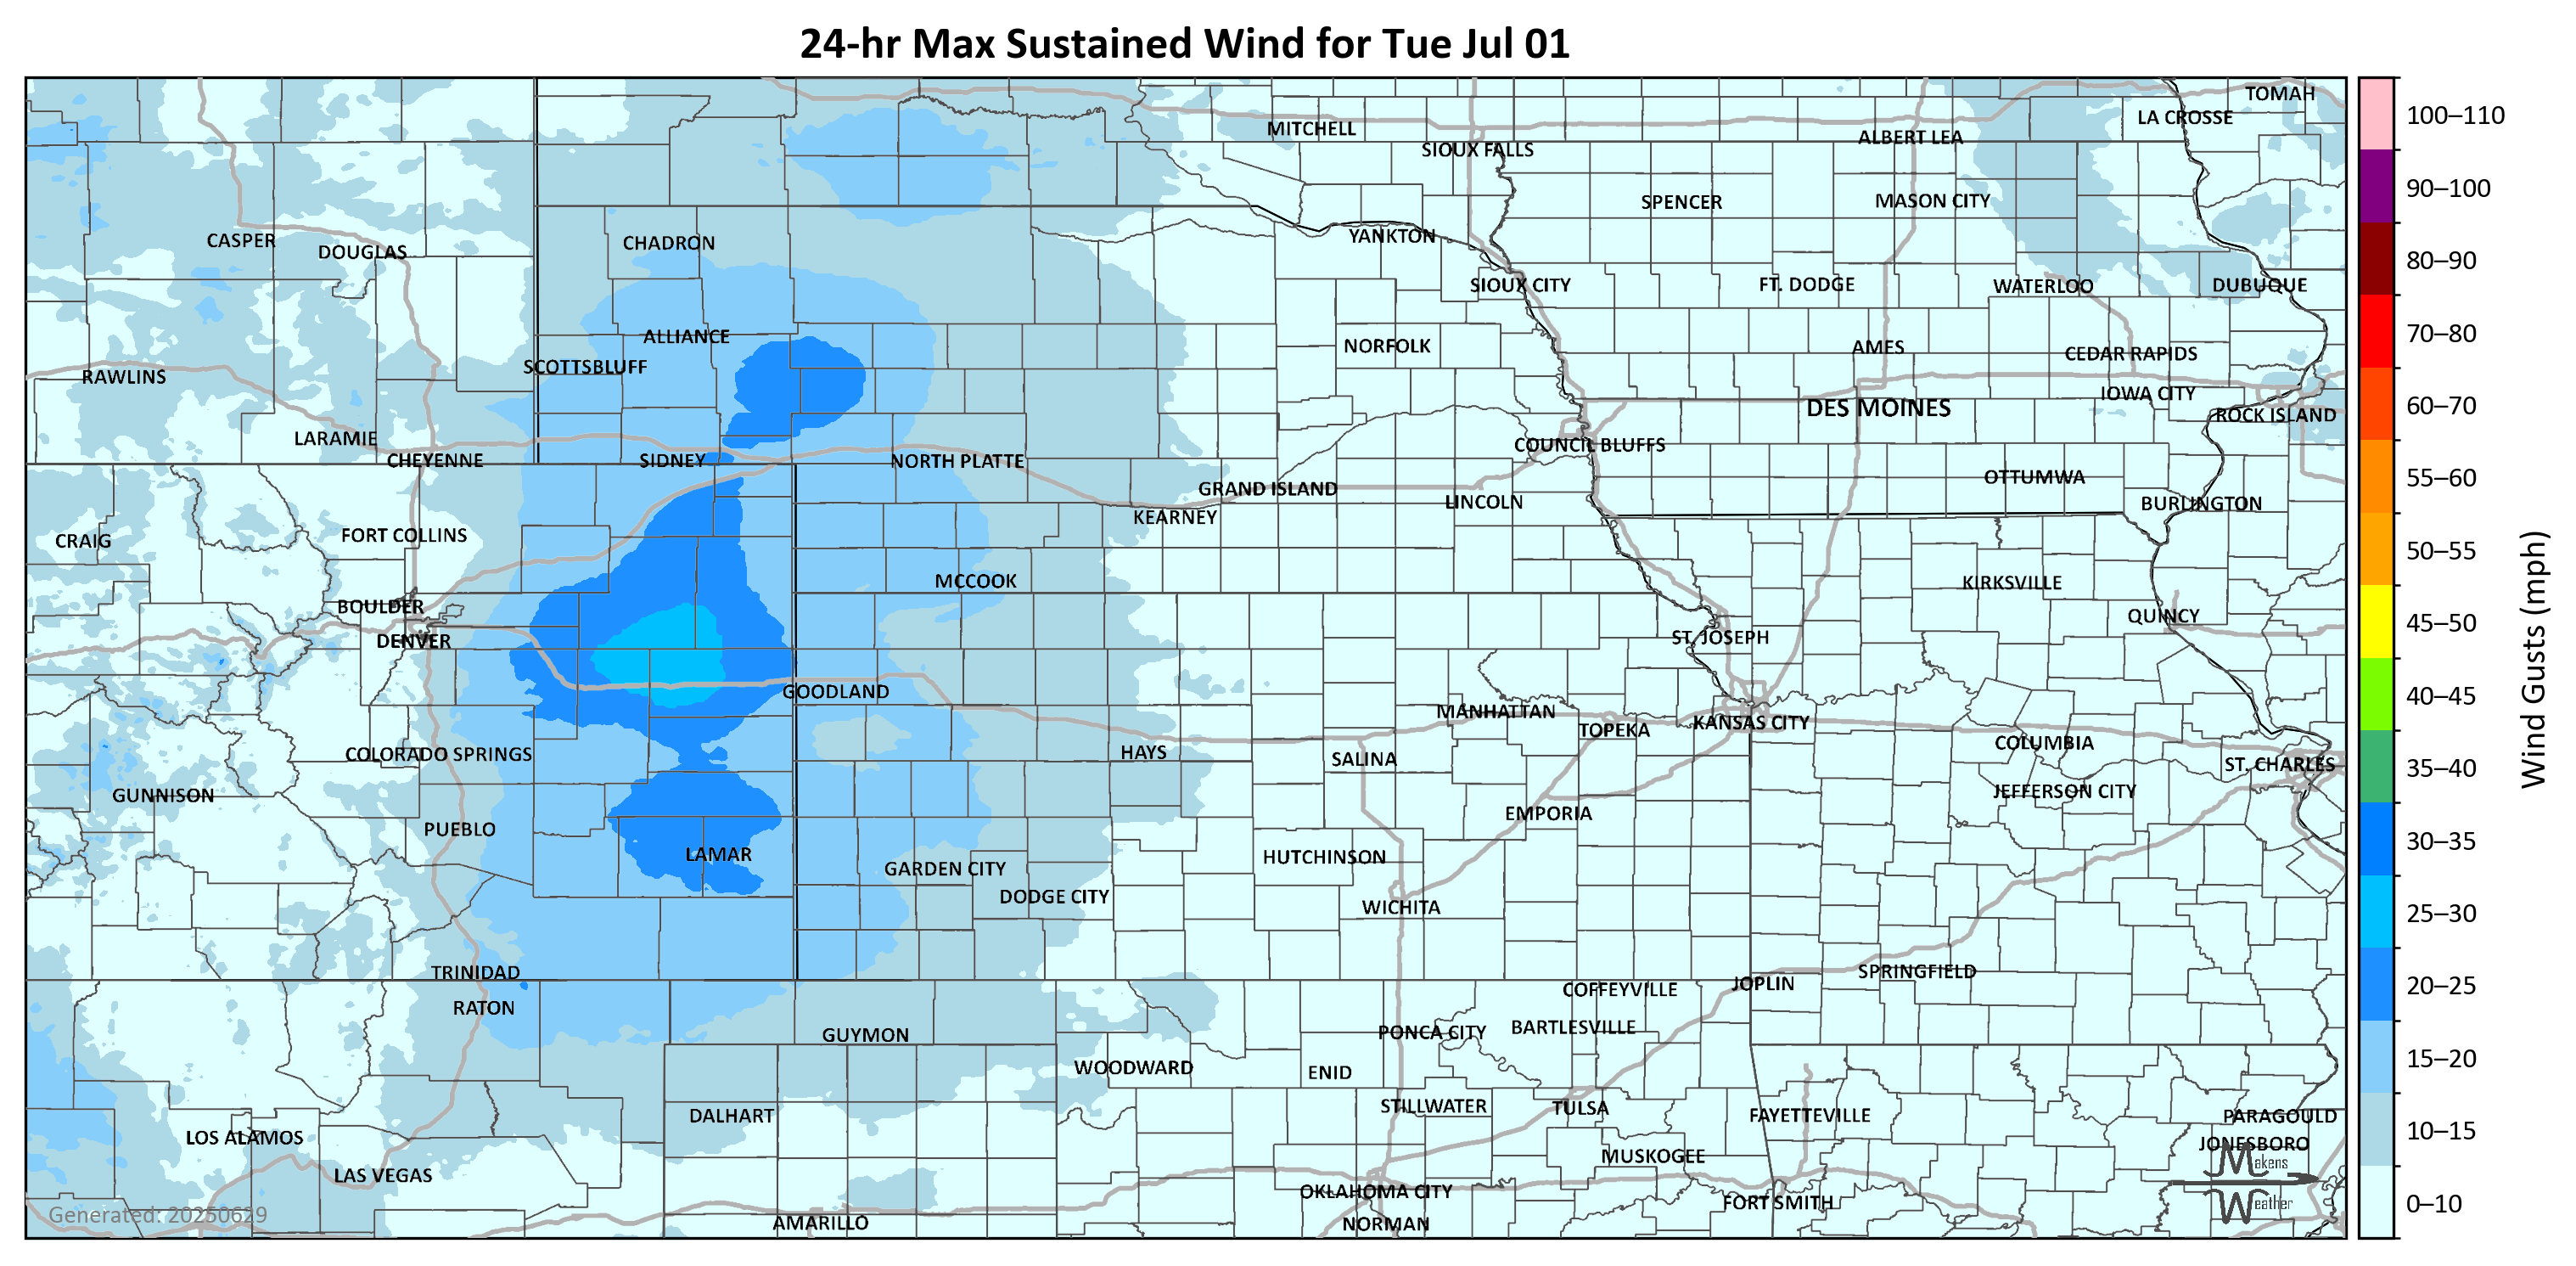 24-hr Max Sustained Wind for Tue Jul 01
TOMAH
LA CROSSE
MITCHELL
ALBERT LEA
SIOUX FALLS
SPENCER
MASON CITY
CASPER
DOUGLAS
CHADRON
YANKTON
SIOUX CITY
FT. DODGE
WATERLOO
DUBUQUE
ALLIANCE
NORFOLK
AMES
CEDAR RAPIDS
SCOTTSBLUFF
RAWLINS
IOWA CITY
DES MOINES
ROCK ISLAND
LARAMIE
COUNCIL BLUFFS
CHEYENNE
SIDNEY
NORTH PLATTE
OTTUMWA
GRAND ISLAND
LINCOLN
BURLINGTON
KEARNEY
FORT COLLINS
CRAIG
MCCOOK
KIRKSVILLE
BOULDER
QUINCY
DENVER
ST. JOSEPH
GOODLAND
MANHATTAN
TOPEKA
KANSAS CITY
COLORADO SPRINGS
HAYS
SALINA
COLUMBIA
ST. CHARLES
GUNNISON
JEFFERSON CITY
EMPORIA
PUEBLO
LAMAR
HUTCHINSON
GARDEN CITY
DODGE CITY
WICHITA
TRINIDAD
SPRINGFIELD
JOPLIN
COFFEYVILLE
RATON
GUYMON
PONCA CITY
BARTLESVILLE
WOODWARD
ENID
DALHART
STILLWATER
TULSA
FAYETTEVILLE
PARAGOULD
LOS ALAMOS
JONESBORO
MUSKOGEE
LAS VEGAS
OKLAHOMA CITY
FORT SMITH
AMARILLO
NORMAN
Makens
Weather
Generated: 20250629
100–110
90–100
80–90
70–80
60–70
55–60
50–55
45–50
40–45
35–40
30–35
25–30
20–25
15–20
10–15
0–10
Wind Gusts (mph)